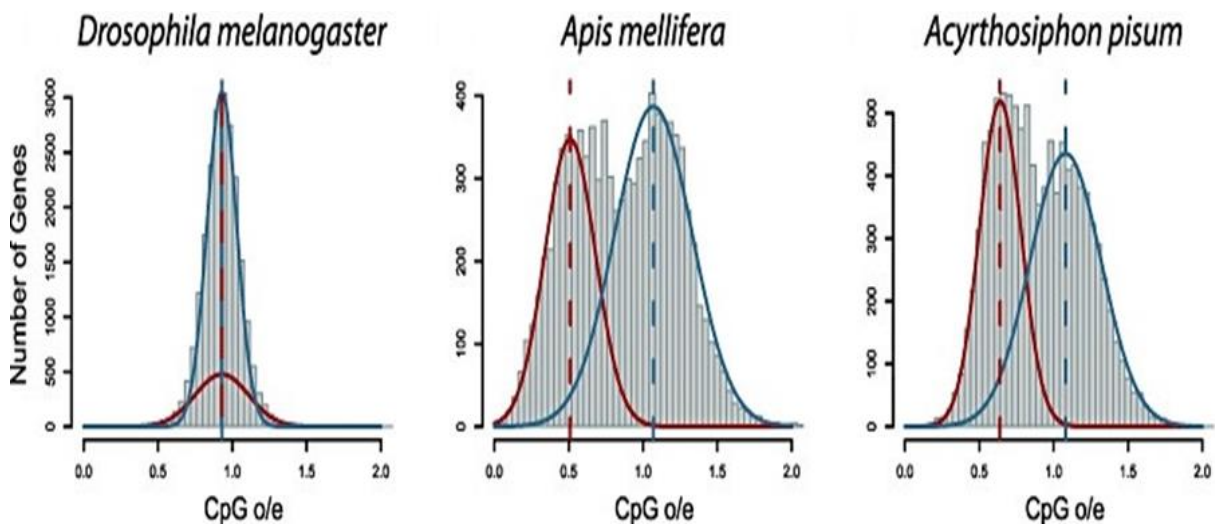 Drosophila melanogaster
Apis mellifera
Acyrthosiphon pisum
Number of Genes
3000
2500
2000
1500
1000
500
0
0.0 0.5 1.0 1.5 2.0
CpG o/e
400
300
200
100
0
0.0 0.5 1.0 1.5 2.0
CpG o/e
500
400
300
200
100
0
0.0 0.5 1.0 1.5 2.0
CpG o/e